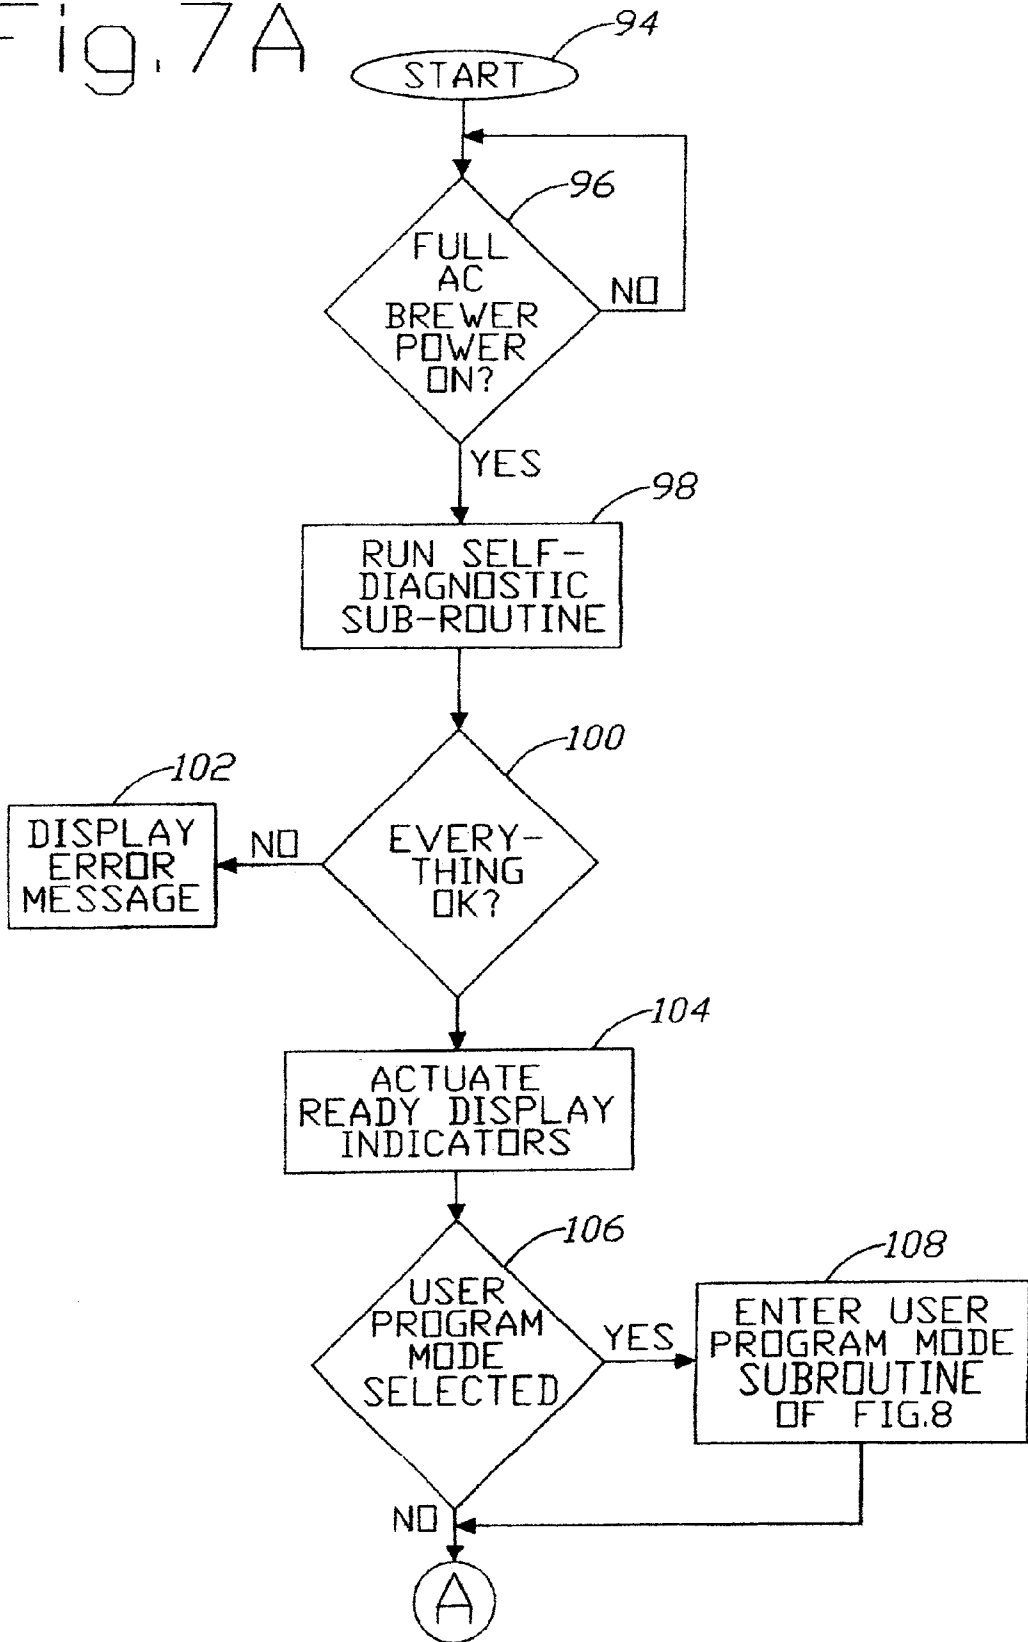 Fig.7A
94
START
96
FULL
AC
BREWER
POWER
ON?
NO
YES
98
RUN SELF-
DIAGNOSTIC
SUB-ROUTINE
100
102
EVERY-
THING
OK?
NO
DISPLAY
ERROR
MESSAGE
104
ACTUATE
READY DISPLAY
INDICATORS
106
USER
PROGRAM
MODE
SELECTED
YES
108
ENTER USER
PROGRAM MODE
SUBROUTINE
OF FIG.8
NO
A